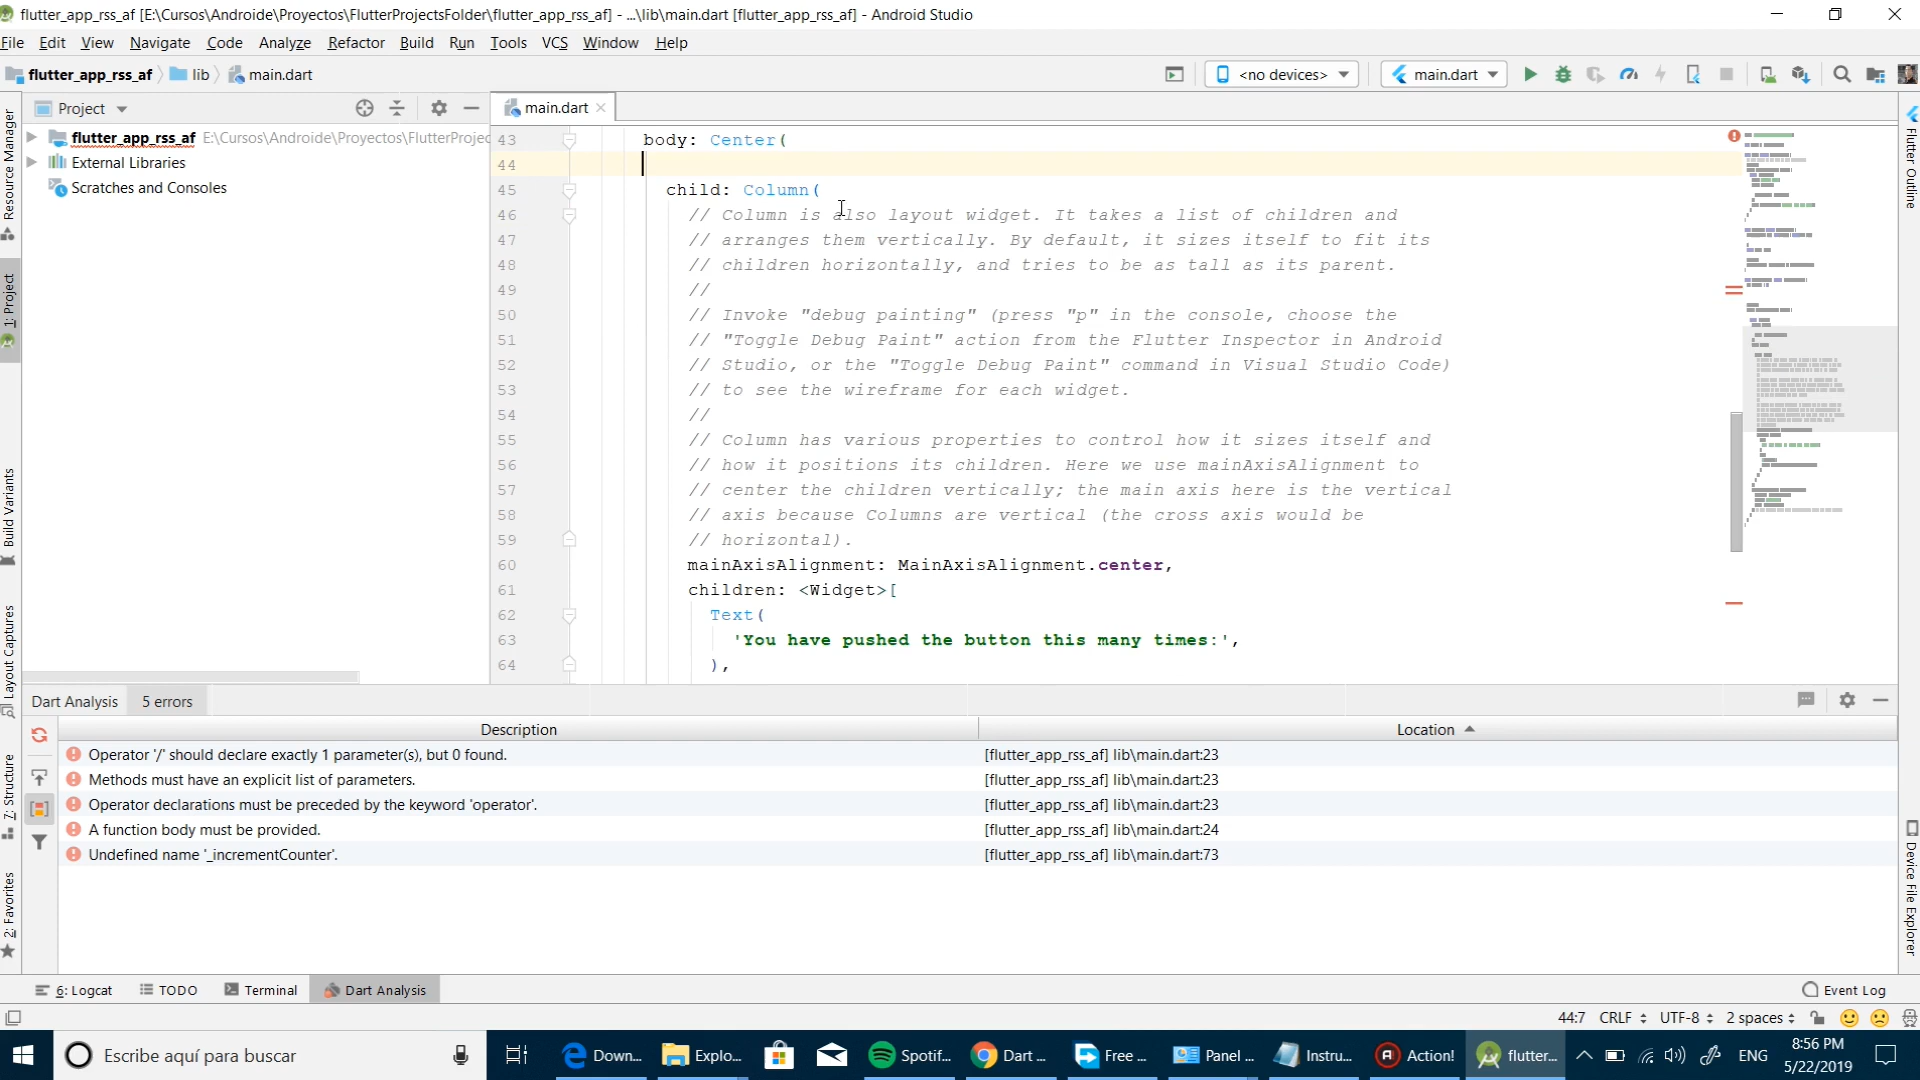 flutter_app_rss_af [E:\Cursos\Androide\Proyectos\FlutterProjectsFolder\flutter_app_rss_af] - ...\lib\main.dart [flutter_app_rss_af] - Android Studio
File Edit View Navigate Code Analyze Refactor Build Run Tools VCS Window Help
flutter_app_rss_af lib main.dart <no devices> main.dart
Project main.dart
flutter_app_rss_af E:\Cursos\Androide\Proyectos\FlutterProjec
External Libraries
Scratches and Consoles
Resource Manager
1: Project
Build Variants
Layout Captures
Z: Structure
2: Favorites
43 body: Center(
44
45 child: Column(
46 // Column is also layout widget. It takes a list of children and
47 // arranges them vertically. By default, it sizes itself to fit its
48 // children horizontally, and tries to be as tall as its parent.
49 //
50 // Invoke "debug painting" (press "p" in the console, choose the
51 // "Toggle Debug Paint" action from the Flutter Inspector in Android
52 // Studio, or the "Toggle Debug Paint" command in Visual Studio Code)
53 // to see the wireframe for each widget.
54 //
55 // Column has various properties to control how it sizes itself and
56 // how it positions its children. Here we use mainAxisAlignment to
57 // center the children vertically; the main axis here is the vertical
58 // axis because Columns are vertical (the cross axis would be
59 // horizontal).
60 mainAxisAlignment: MainAxisAlignment.center,
61 children: <Widget>[
62 Text(
63 'You have pushed the button this many times:',
64 ),
Flutter Outline
Device File Explorer
Dart Analysis 5 errors
Description Location
Operator '/' should declare exactly 1 parameter(s), but 0 found. [flutter_app_rss_af] lib\main.dart:23
Methods must have an explicit list of parameters. [flutter_app_rss_af] lib\main.dart:23
Operator declarations must be preceded by the keyword 'operator'. [flutter_app_rss_af] lib\main.dart:23
A function body must be provided. [flutter_app_rss_af] lib\main.dart:24
Undefined name '_incrementCounter'. [flutter_app_rss_af] lib\main.dart:73
6: Logcat TODO Terminal Dart Analysis Event Log
44:7 CRLF UTF-8 2 spaces
Escribe aquí para buscar Down... Explo... Spotif... Dart ... Free ... Panel ... Instru... Action! flutter... ENG 8:56 PM
5/22/2019